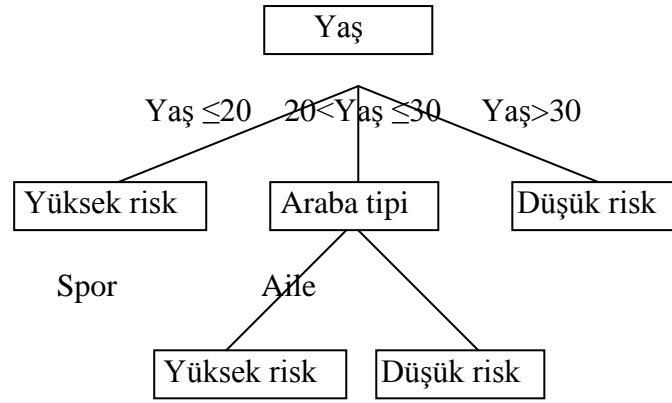 Yaş
Yaş ≤20 20<Yaş ≤30 Yaş>30
Yüksek risk Araba tipi Düşük risk
Spor Aile
Yüksek risk Düşük risk